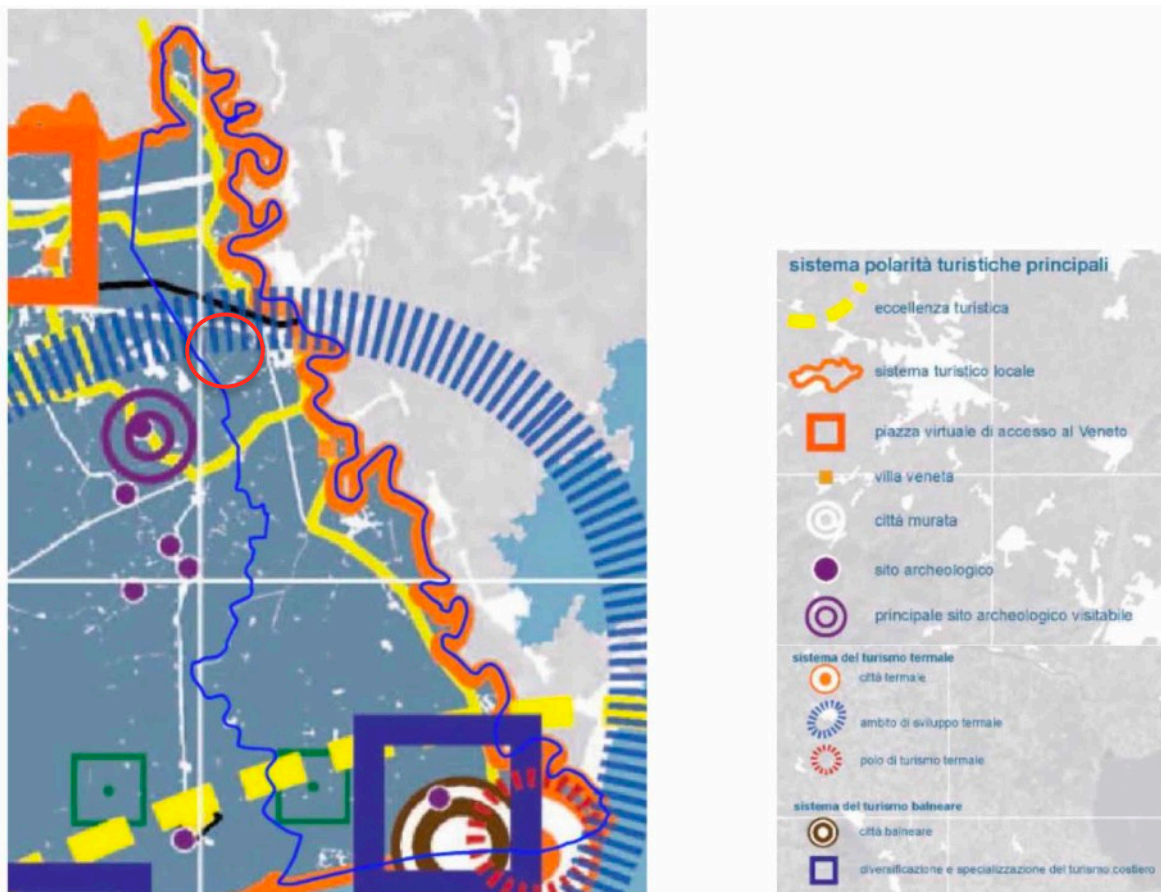 sistema polarità turistiche principali
eccellenza turistica
sistema turistico locale
piazza virtuale di accesso al Veneto
villa veneta
città murata
sito archeologico
principale sito archeologico visitabile
sistema del turismo termale
città termale
ambito di sviluppo termale
polo di turismo termale
sistema del turismo balneare
città balneare
diversificazione e specializzazione del turismo costiero